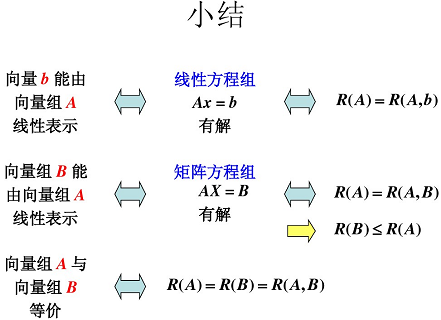 小结
向量 b 能由
向量组 A
线性表示
线性方程组
Ax = b
有解
R(A) = R(A,b)
向量组 B 能
由向量组 A
线性表示
矩阵方程组
AX = B
有解
R(A) = R(A,B)
R(B) ≤ R(A)
向量组 A 与
向量组 B
等价
R(A) = R(B) = R(A,B)